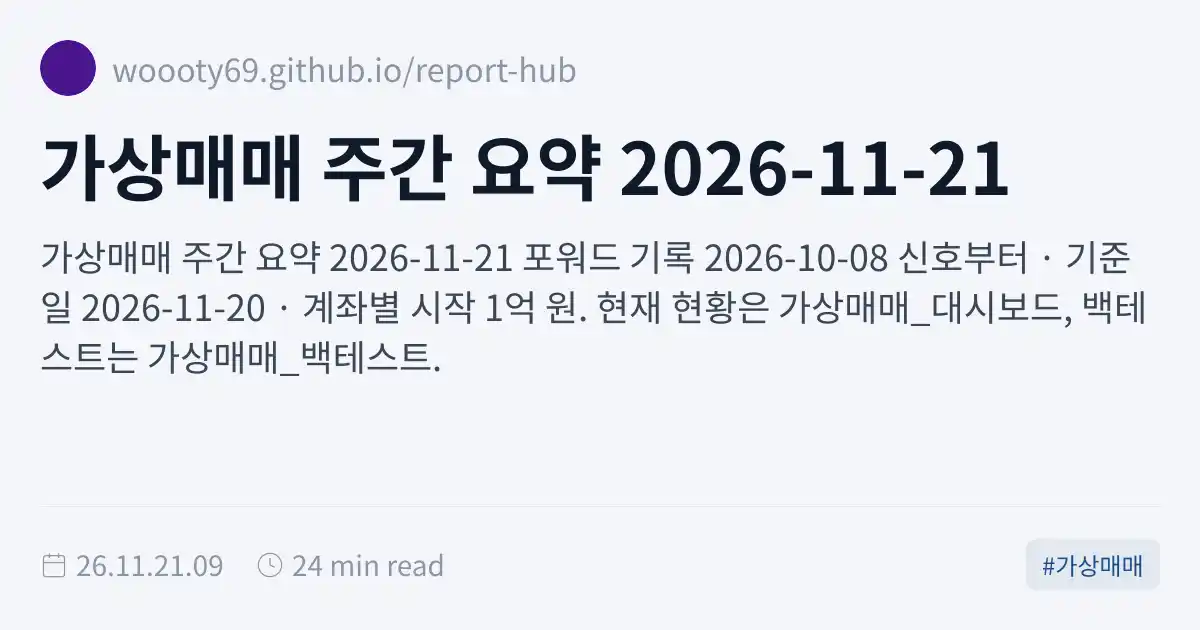 woooty69.github.io/report-hub
가상매매 주간 요약 2026-11-21
가상매매 주간 요약 2026-11-21 포워드 기록 2026-10-08 신호부터 · 기준
일 2026-11-20 · 계좌별 시작 1억 원. 현재 현황은 가상매매_대시보드, 백테
스트는 가상매매_백테스트.
26.11.21.09
24 min read
#가상매매